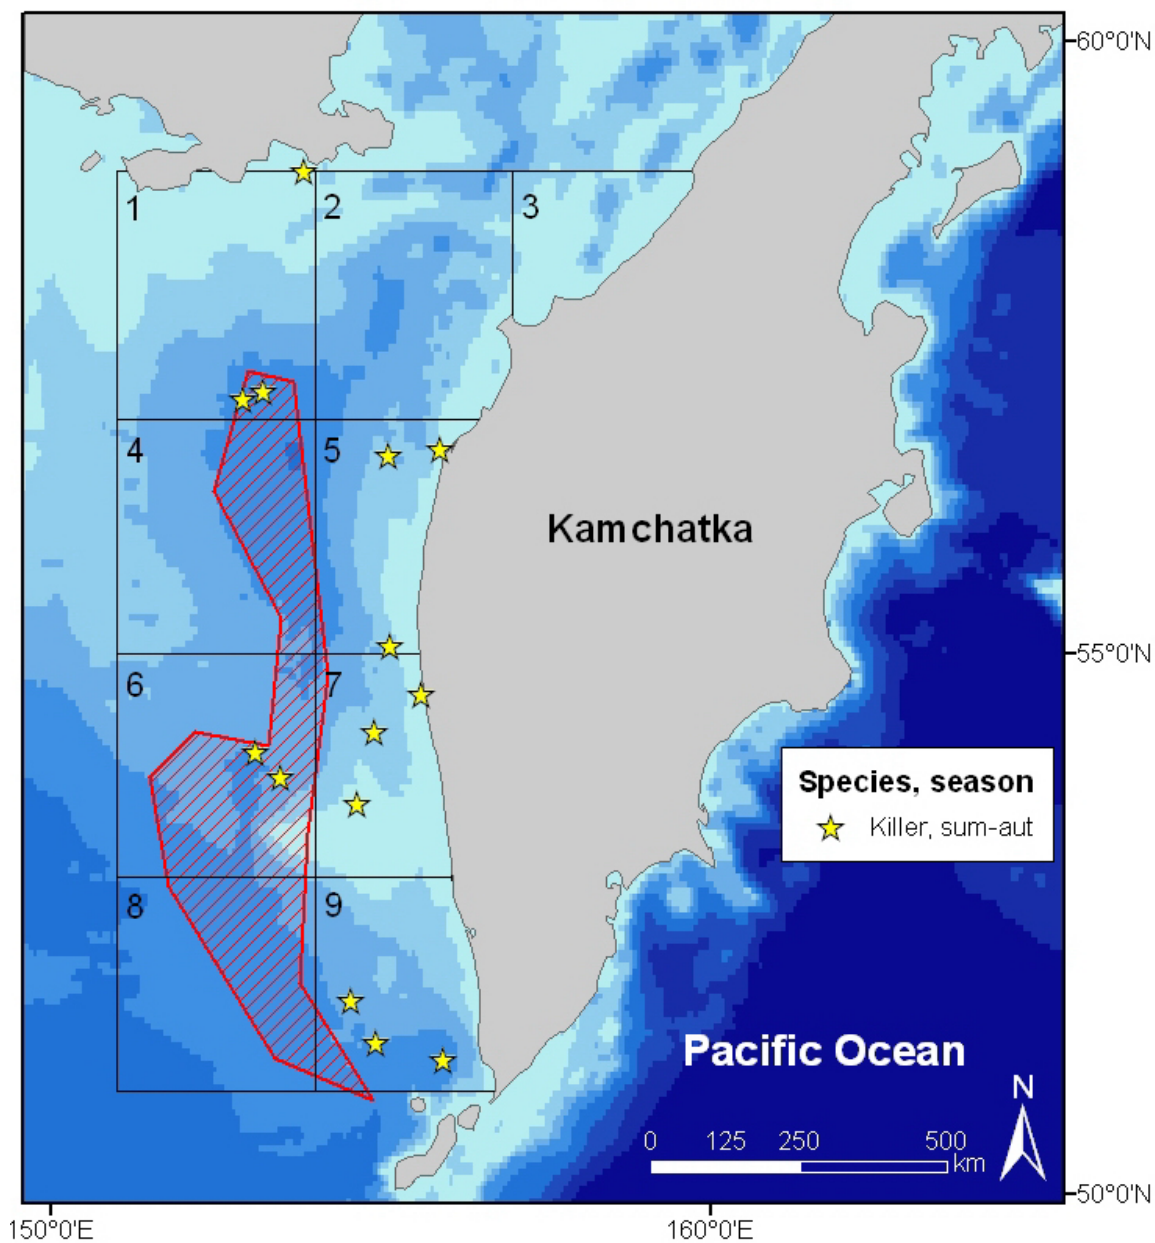 60°0'N
1
2
3
4
5
Kamchatka
55°0'N
6
7
Species, season
Killer, sum-aut
8
9
Pacific Ocean
N
0 125 250 500
km
50°0'N
150°0'E
160°0'E